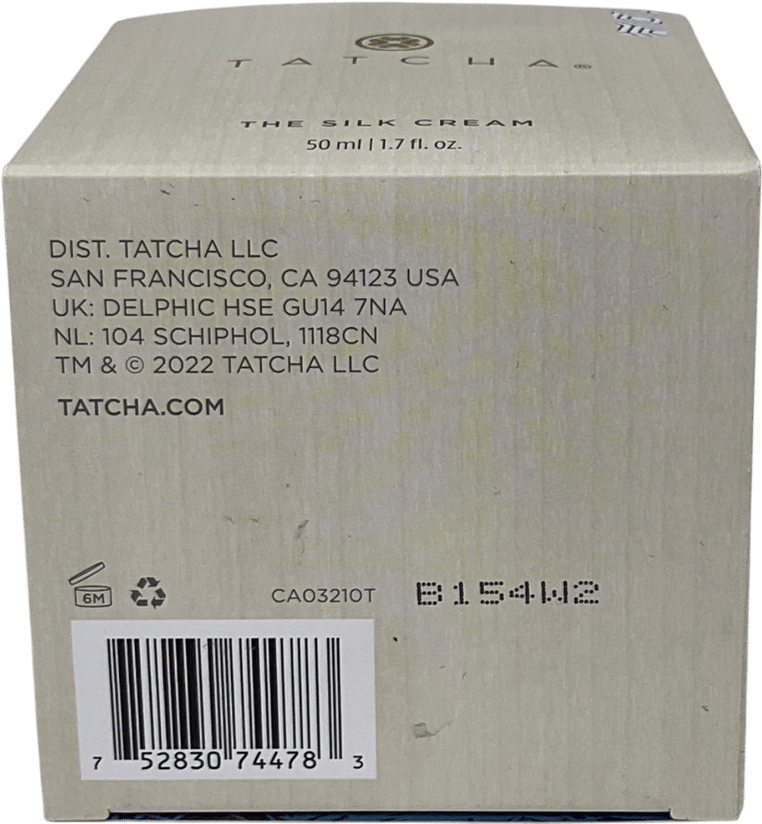 TATCHA®
THE SILK CREAM
50 ml | 1.7 fl. oz.
DIST. TATCHA LLC
SAN FRANCISCO, CA 94123 USA
UK: DELPHIC HSE GU14 7NA
NL: 104 SCHIPHOL, 1118CN
TM & © 2022 TATCHA LLC
TATCHA.COM
6M
CA03210T
B154W2
7 52830 74478 3